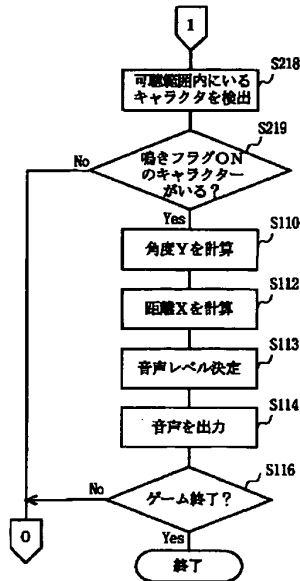 1
S218
可聴範囲内にいる
キャラクタを検出
S219
No
鳴きフラグON
のキャラクター
がいる?
Yes
S110
角度Yを計算
S112
距離Xを計算
S113
音声レベル決定
S114
音声を出力
S116
No
ゲーム終了?
0
Yes
終了